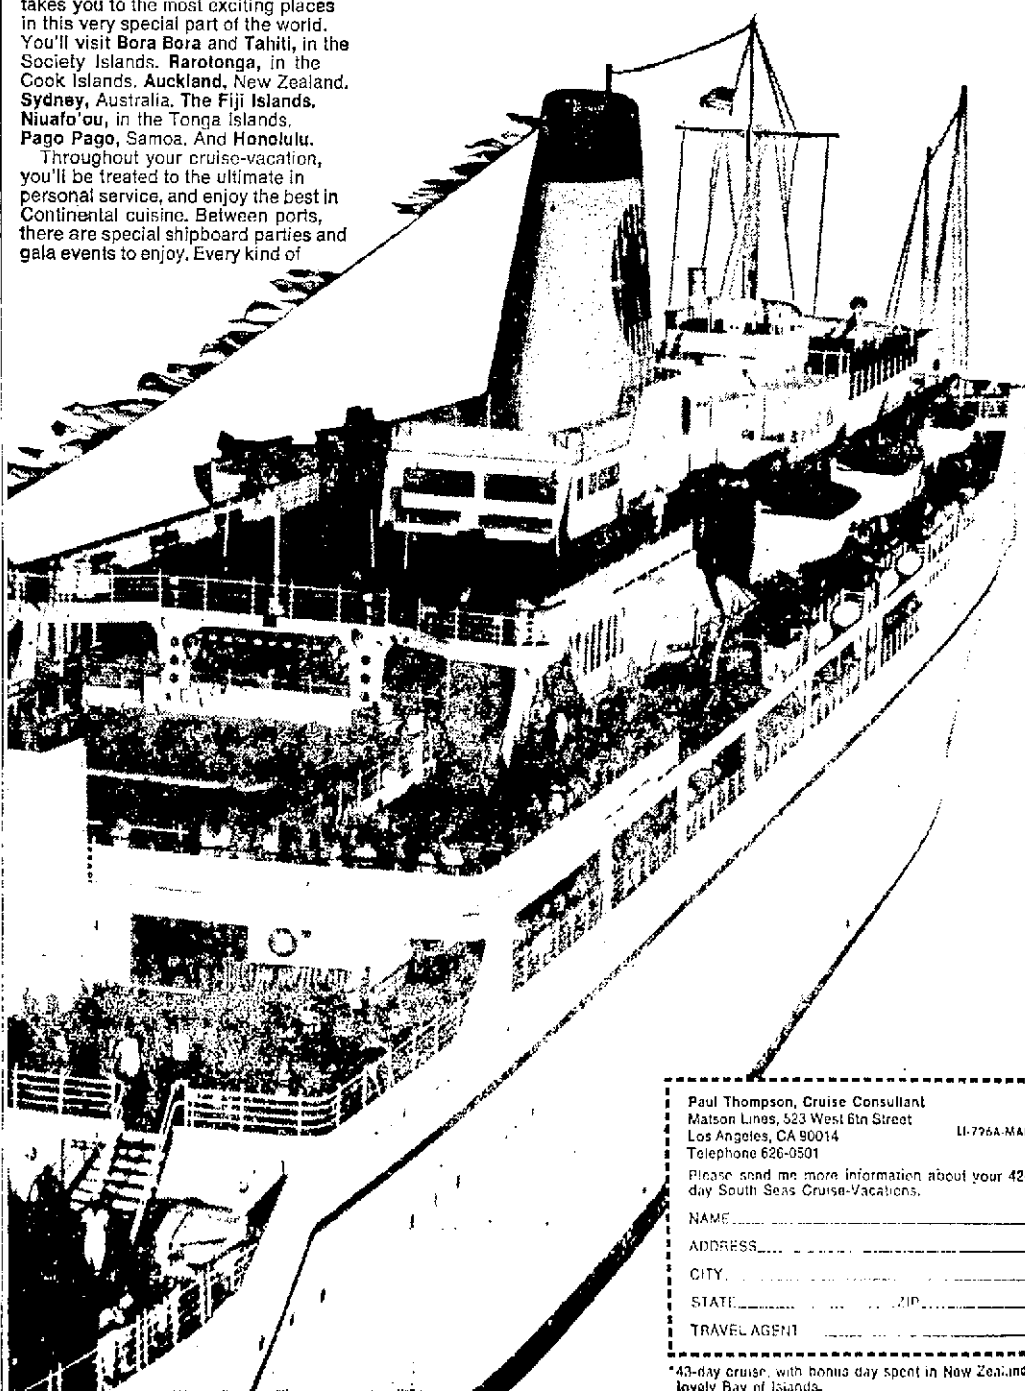 takes you to the most exciting places
in this very special part of the world.
You'll visit Bora Bora and Tahiti, in the
Society Islands. Rarotonga, in the
Cook Islands. Auckland, New Zealand.
Sydney, Australia. The Fiji Islands.
Niuafo'ou, in the Tonga Islands.
Pago Pago, Samoa. And Honolulu.
Throughout your cruise-vacation,
you'll be treated to the ultimate in
personal service, and enjoy the best in
Continental cuisine. Between ports,
there are special shipboard parties and
gala events to enjoy. Every kind of
Paul Thompson, Cruise Consultant
Matson Lines, 523 West 6th Street
Los Angeles, CA 90014
Telephone 626-0501
Please send me more information about your 42-
day South Seas Cruise-Vacations.
NAME
ADDRESS
CITY
STATE ZIP
TRAVEL AGENT
*43-day cruise, with bonus day spent in New Zealand
lovely Bay of Islands.